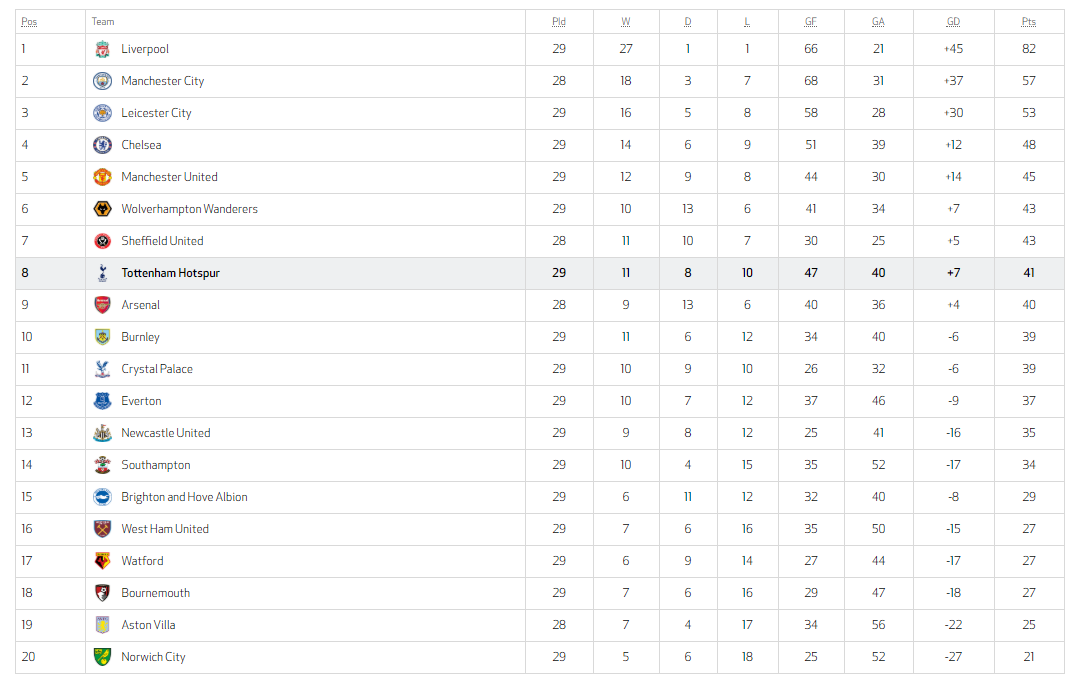 Pos Team Pld W D L GF GA GD Pts
1 Liverpool 29 27 1 1 66 21 +45 82
2 Manchester City 28 18 3 7 68 31 +37 57
3 Leicester City 29 16 5 8 58 28 +30 53
4 Chelsea 29 14 6 9 51 39 +12 48
5 Manchester United 29 12 9 8 44 30 +14 45
6 Wolverhampton Wanderers 29 10 13 6 41 34 +7 43
7 Sheffield United 28 11 10 7 30 25 +5 43
8 Tottenham Hotspur 29 11 8 10 47 40 +7 41
9 Arsenal 28 9 13 6 40 36 +4 40
10 Burnley 29 11 6 12 34 40 -6 39
11 Crystal Palace 29 10 9 10 26 32 -6 39
12 Everton 29 10 7 12 37 46 -9 37
13 Newcastle United 29 9 8 12 25 41 -16 35
14 Southampton 29 10 4 15 35 52 -17 34
15 Brighton and Hove Albion 29 6 11 12 32 40 -8 29
16 West Ham United 29 7 6 16 35 50 -15 27
17 Watford 29 6 9 14 27 44 -17 27
18 Bournemouth 29 7 6 16 29 47 -18 27
19 Aston Villa 28 7 4 17 34 56 -22 25
20 Norwich City 29 5 6 18 25 52 -27 21